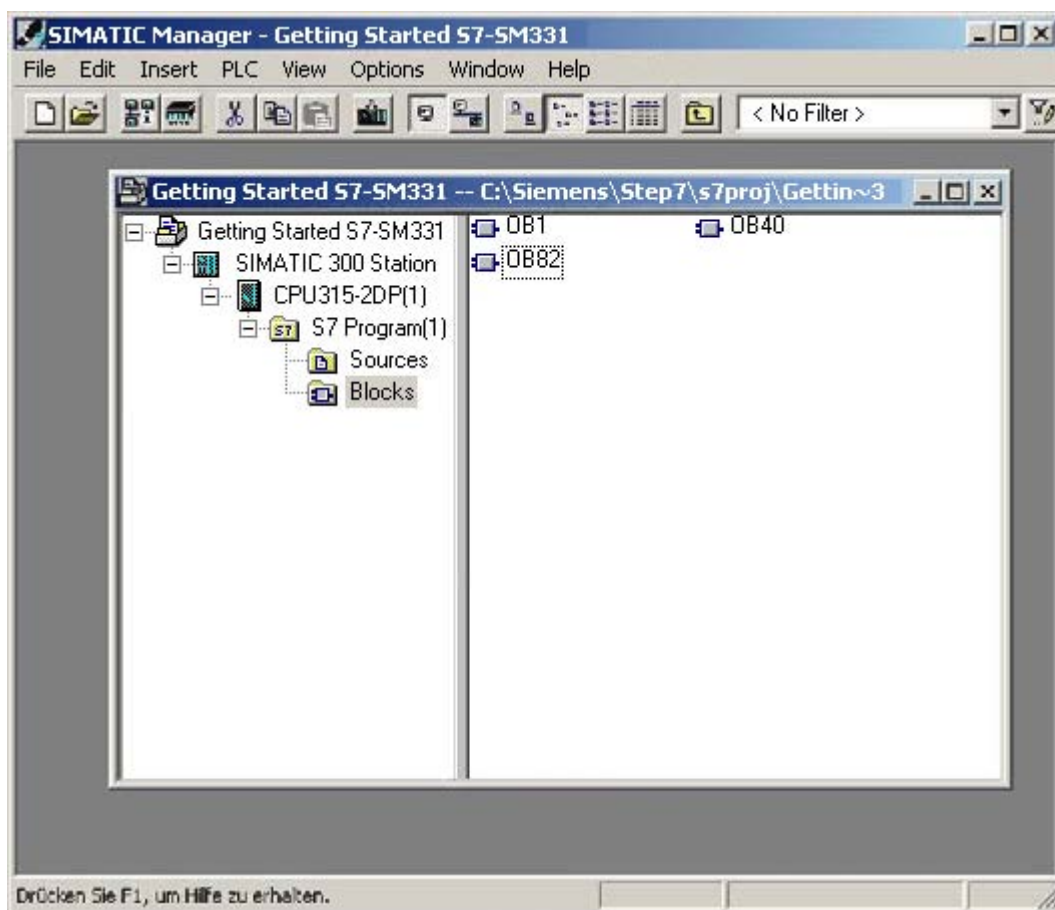 SIMATIC Manager - Getting Started S7-SM331
File Edit Insert PLC View Options Window Help
< No Filter >
Getting Started S7-SM331 -- C:\Siemens\Step7\s7proj\Gettin~3
Getting Started S7-SM331
SIMATIC 300 Station
CPU315-2DP(1)
S7 Program(1)
Sources
Blocks
OB1 OB40
OB82
Drücken Sie F1, um Hilfe zu erhalten.